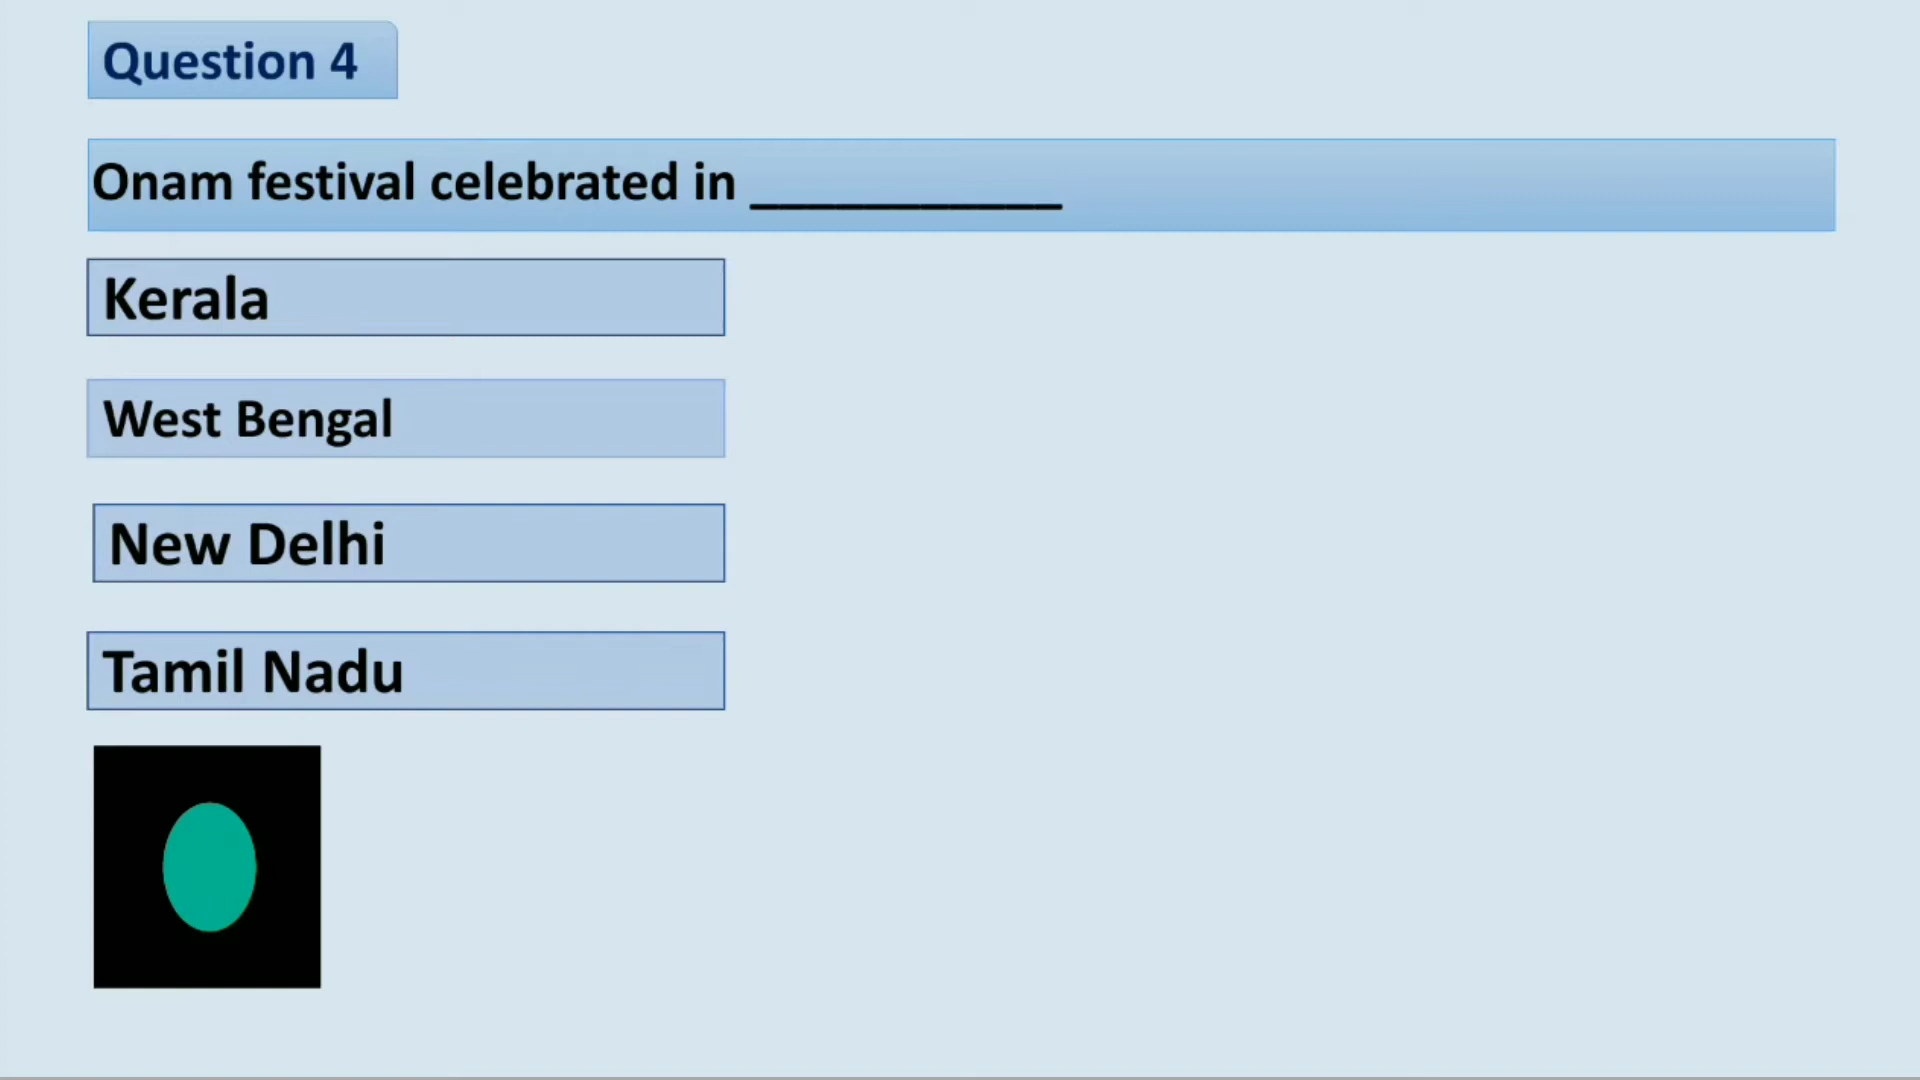 Question 4
Onam festival celebrated in ___________
Kerala
West Bengal
New Delhi
Tamil Nadu